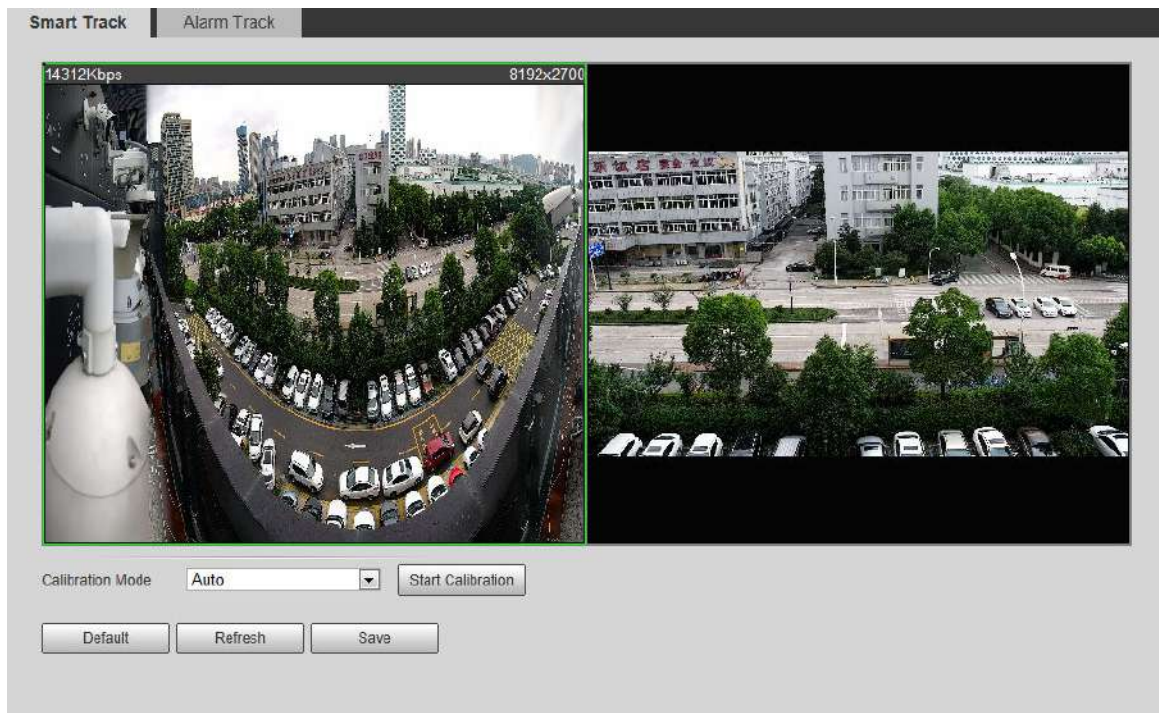 Smart Track
Alarm Track
14312Kbps
8192x2700
Calibration Mode
Auto
Start Calibration
Default
Refresh
Save